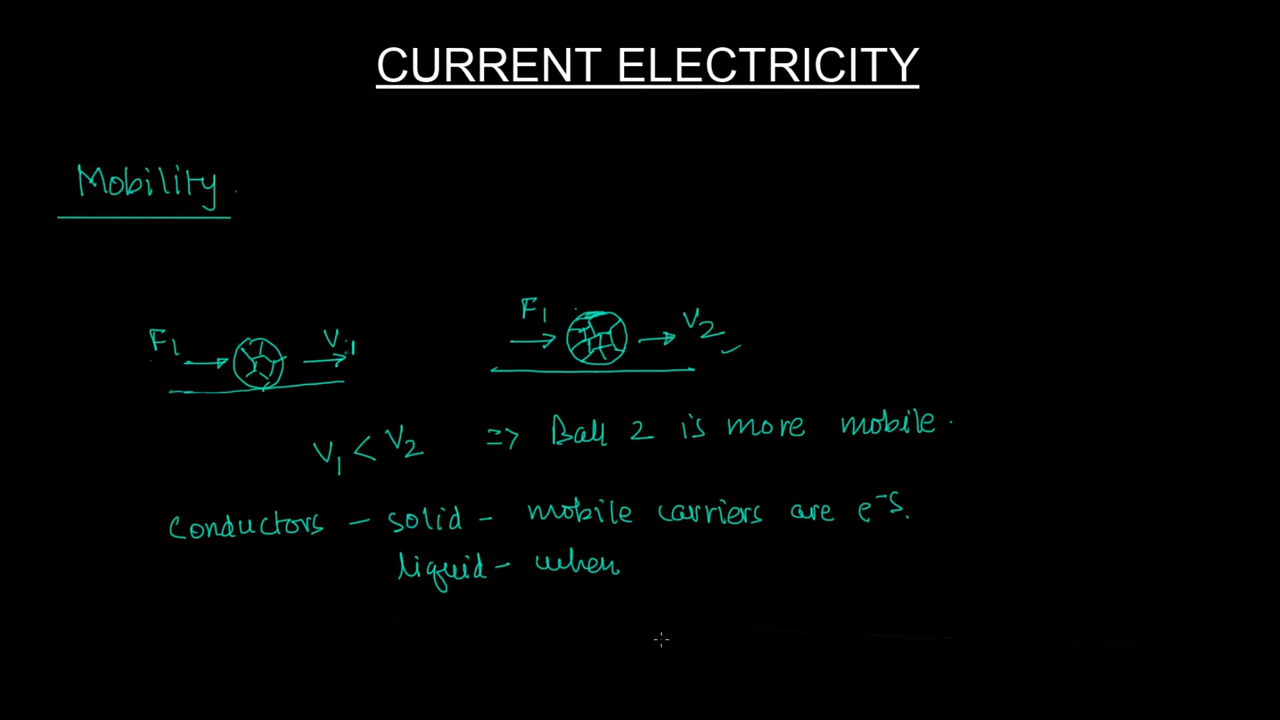 CURRENT ELECTRICITY
Mobility.
F1 V1 F1 V2
V1 < V2 => Ball 2 is more mobile.
Conductors - solid - mobile carriers are e⁻s.
liquid - when